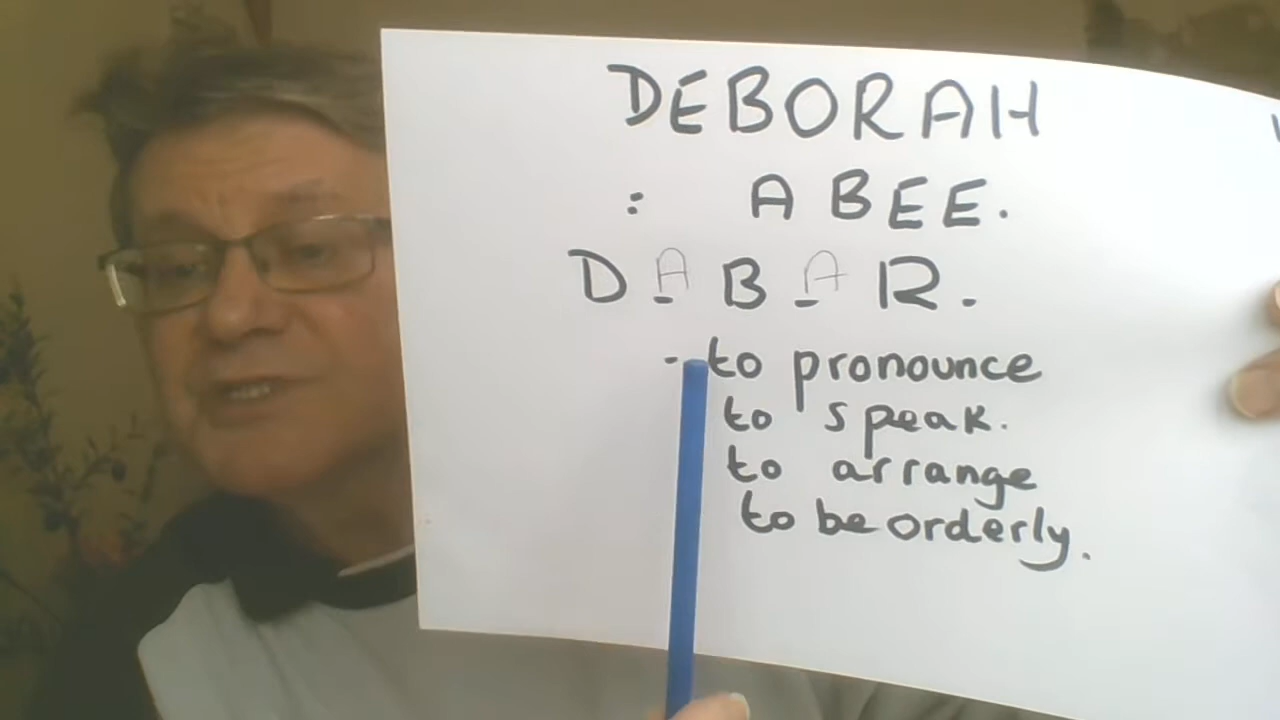 DEBORAH
: A BEE.
DABAR.
- to pronounce
to speak.
to arrange
to be orderly.